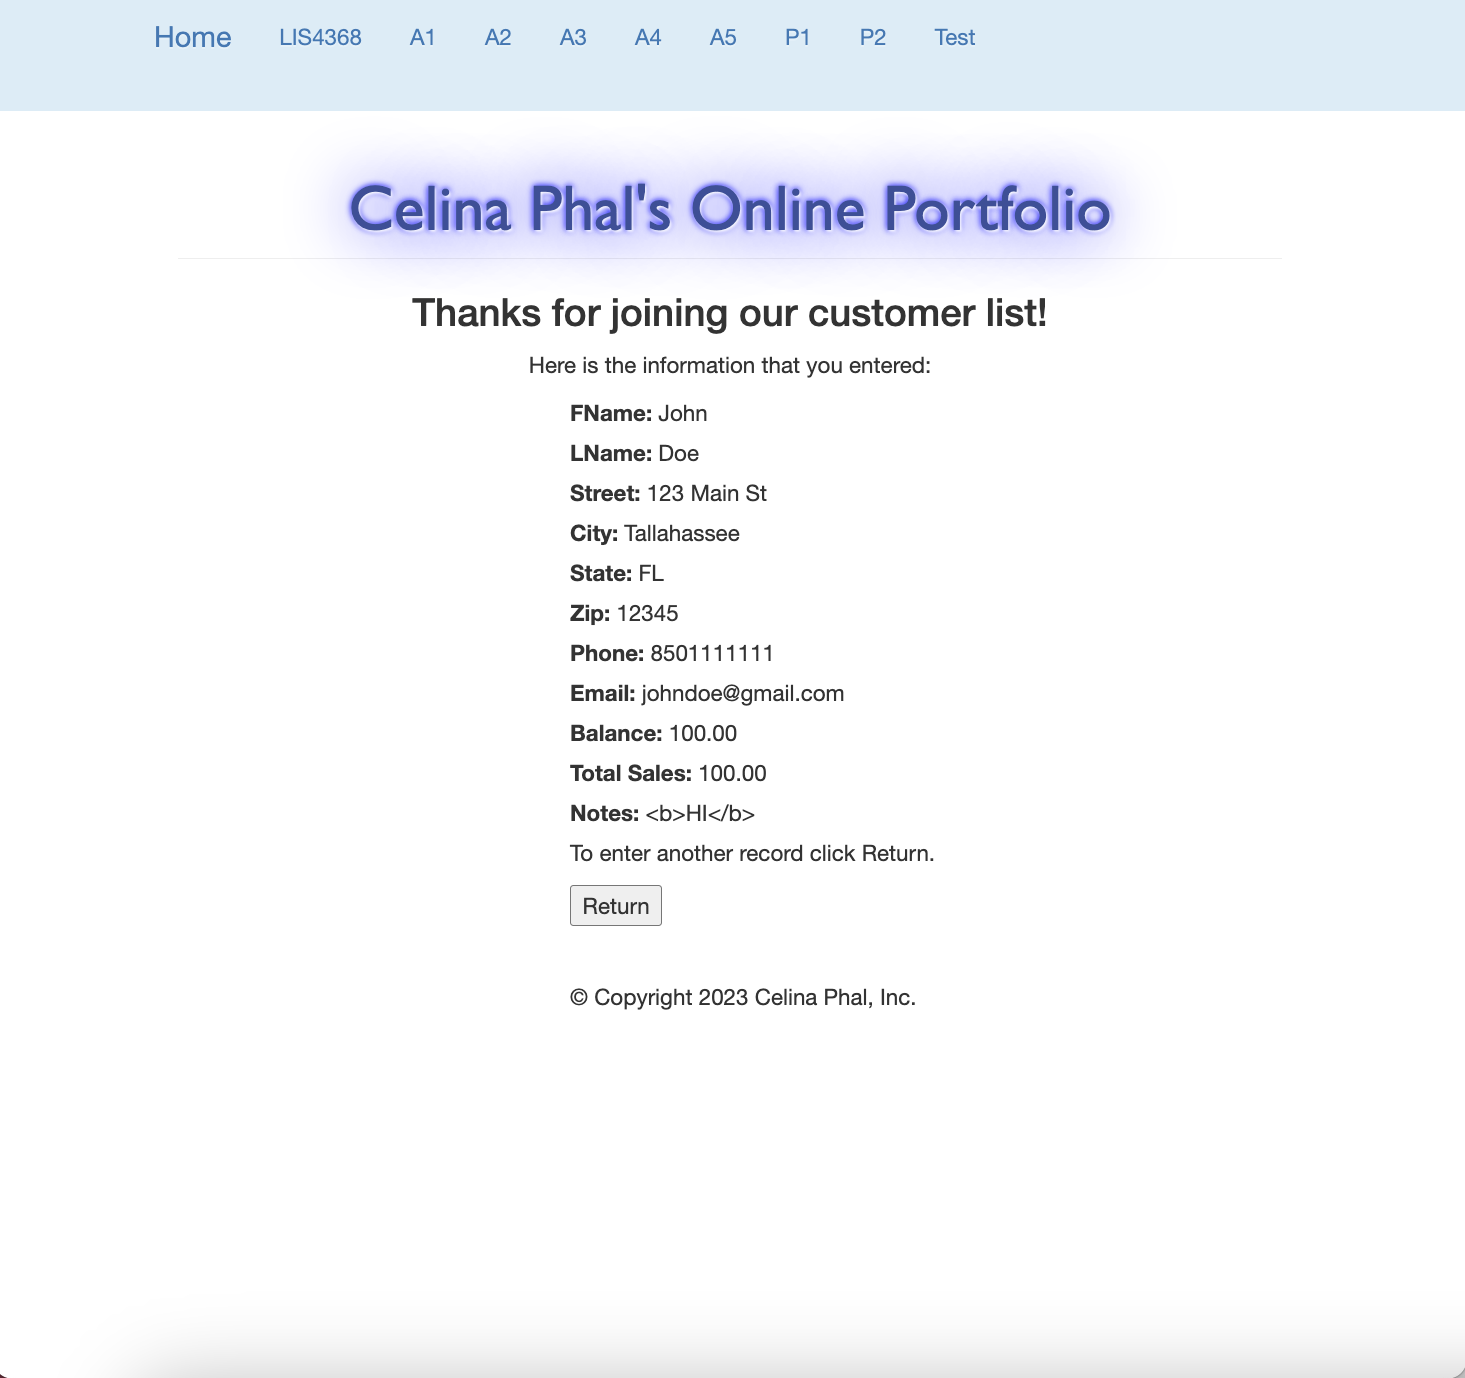 Home LIS4368 A1 A2 A3 A4 A5 P1 P2 Test
Celina Phal's Online Portfolio
Thanks for joining our customer list!
Here is the information that you entered:
FName: John
LName: Doe
Street: 123 Main St
City: Tallahassee
State: FL
Zip: 12345
Phone: 8501111111
Email: johndoe@gmail.com
Balance: 100.00
Total Sales: 100.00
Notes: <b>HI</b>
To enter another record click Return.
Return
© Copyright 2023 Celina Phal, Inc.